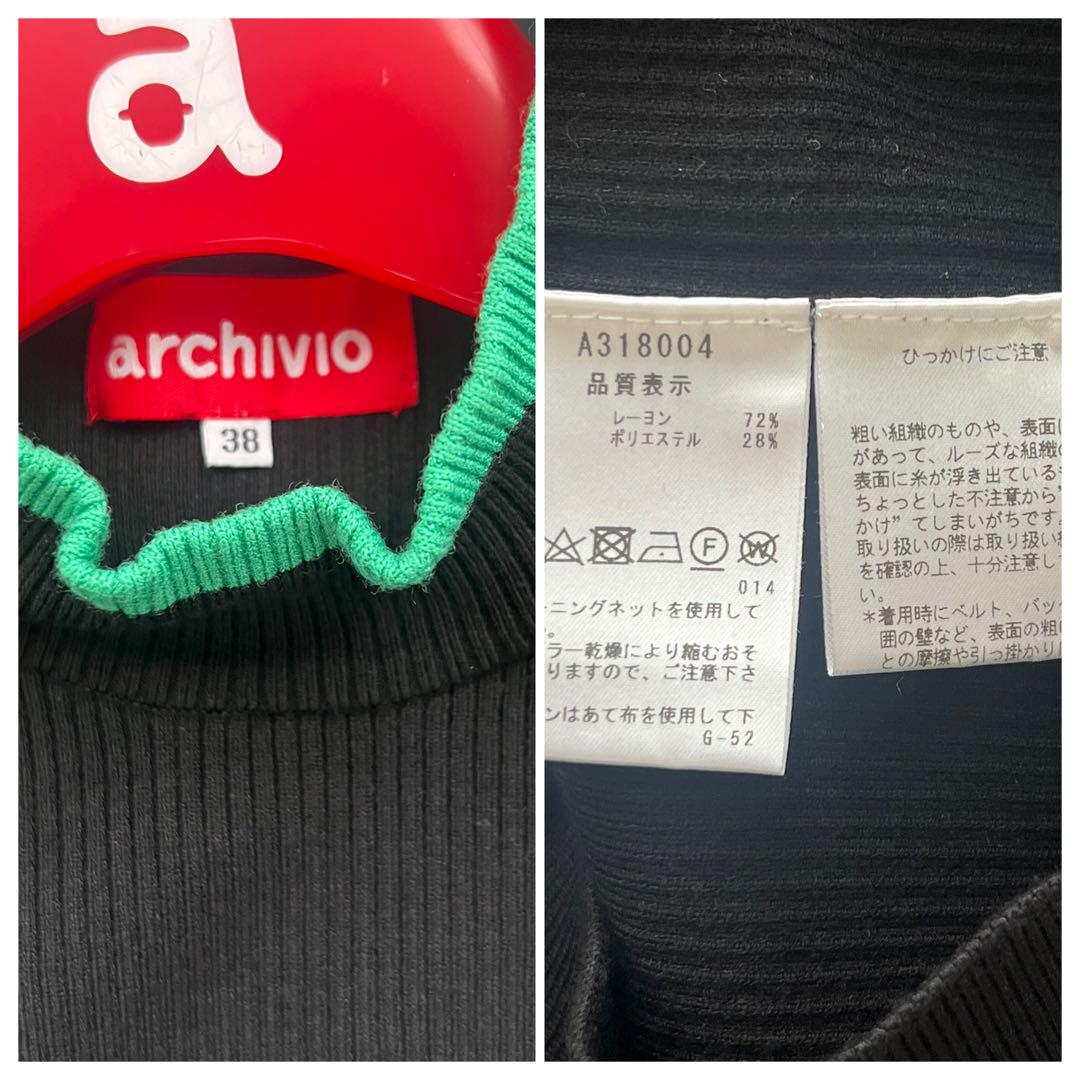 a
archivio
38
A318004
品質表示
レーヨン 72%
ポリエステル 28%
F W
014
ーニングネットを使用して
。
ラー乾燥により縮むおそ
りますので、ご注意下さ
ンはあて布を使用して下
G-52
ひっかけにご注意
粗い組織のものや、表面に
があって、ルーズな組織の
表面に糸が浮き出ている
ちょっとした不注意から"
かけ"てしまいがちです。
取り扱いの際は取り扱い
を確認の上、十分注意し
い。
*着用時にベルト、バッ
囲の壁など、表面の粗い
との摩擦や引っ掛かり